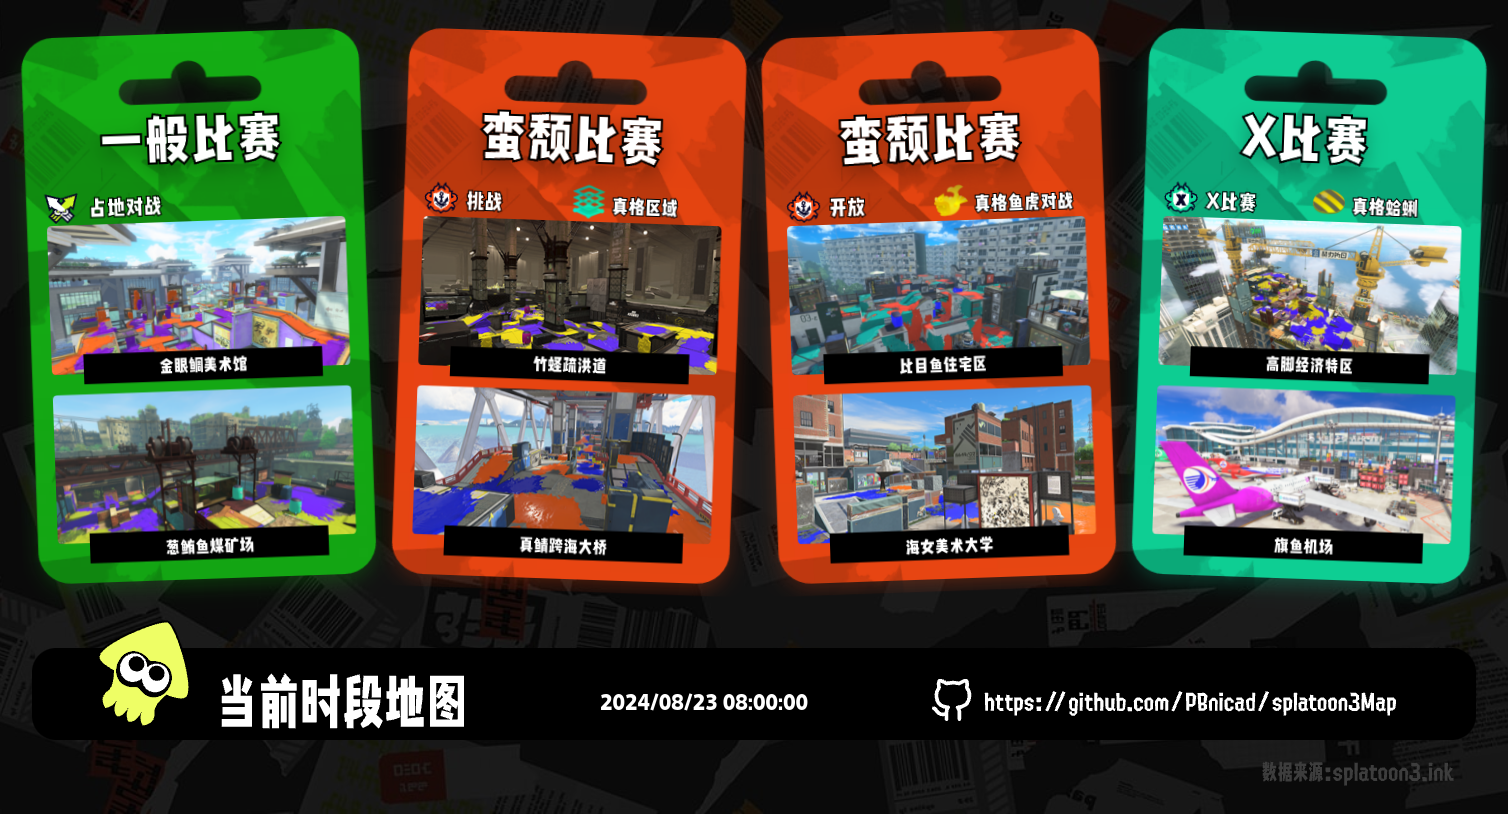 一般比赛
占地对战
金眼鲷美术馆
葱鲔鱼煤矿场
蛮颓比赛
挑战
真格区域
竹蛏疏洪道
真鲭跨海大桥
蛮颓比赛
开放
真格鱼虎对战
比目鱼住宅区
海女美术大学
X比赛
X比赛
真格蛤蜊
高脚经济特区
旗鱼机场
当前时段地图
2024/08/23 08:00:00
https://github.com/PBnicad/splatoon3Map
数据来源:splatoon3.ink